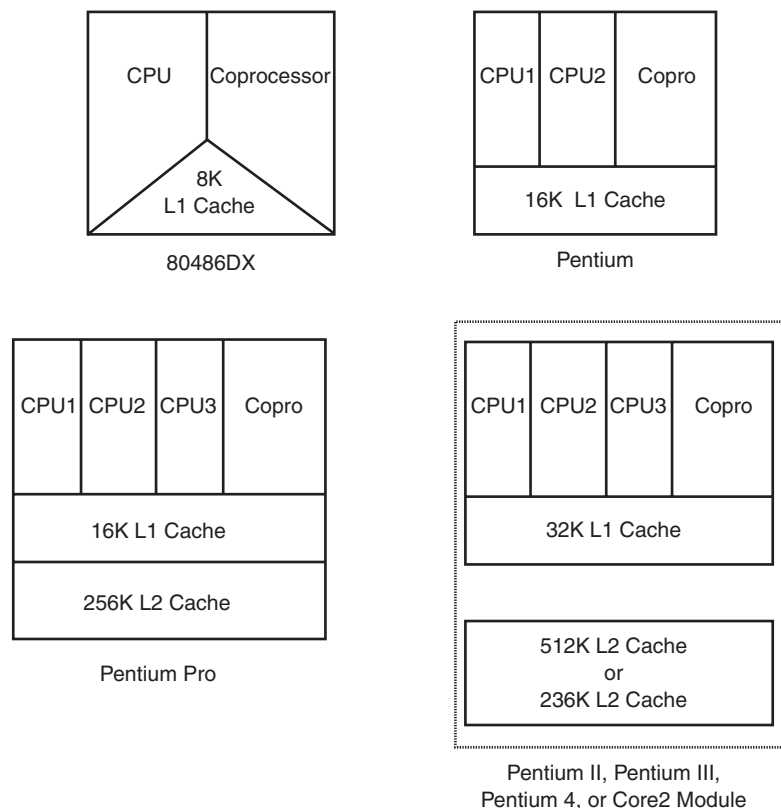 CPU
Coprocessor
8K
L1 Cache
80486DX
CPU1
CPU2
Copro
16K L1 Cache
Pentium
CPU1
CPU2
CPU3
Copro
16K L1 Cache
256K L2 Cache
Pentium Pro
CPU1
CPU2
CPU3
Copro
32K L1 Cache
512K L2 Cache
or
236K L2 Cache
Pentium II, Pentium III,
Pentium 4, or Core2 Module